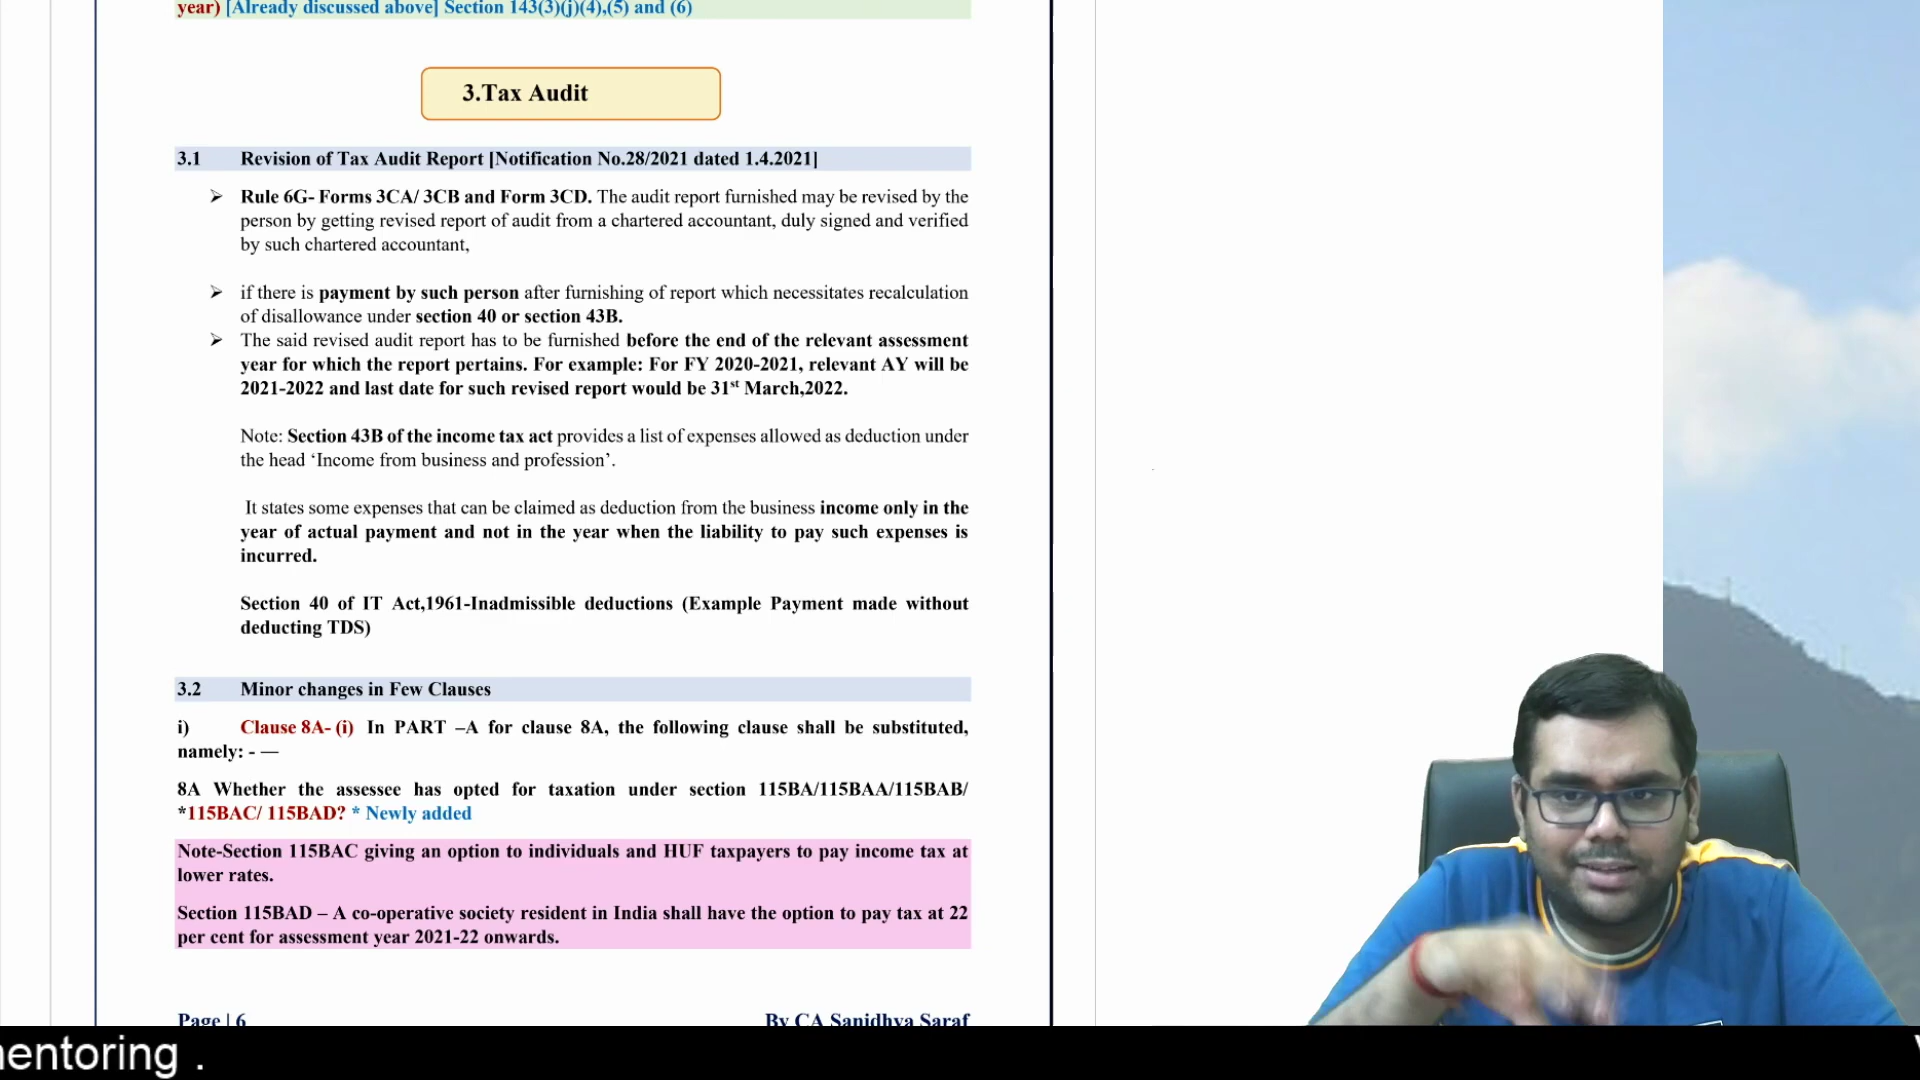 year) [Already discussed above] Section 143(3)(j)(4),(5) and (6)
3.Tax Audit
3.1 Revision of Tax Audit Report [Notification No.28/2021 dated 1.4.2021]
➢ Rule 6G- Forms 3CA/ 3CB and Form 3CD. The audit report furnished may be revised by the
person by getting revised report of audit from a chartered accountant, duly signed and verified
by such chartered accountant,
➢ if there is payment by such person after furnishing of report which necessitates recalculation
of disallowance under section 40 or section 43B.
➢ The said revised audit report has to be furnished before the end of the relevant assessment
year for which the report pertains. For example: For FY 2020-2021, relevant AY will be
2021-2022 and last date for such revised report would be 31st March,2022.
Note: Section 43B of the income tax act provides a list of expenses allowed as deduction under
the head ‘Income from business and profession’.
It states some expenses that can be claimed as deduction from the business income only in the
year of actual payment and not in the year when the liability to pay such expenses is
incurred.
Section 40 of IT Act,1961-Inadmissible deductions (Example Payment made without
deducting TDS)
3.2 Minor changes in Few Clauses
i) Clause 8A- (i) In PART –A for clause 8A, the following clause shall be substituted,
namely: - —
8A Whether the assessee has opted for taxation under section 115BA/115BAA/115BAB/
*115BAC/ 115BAD? * Newly added
Note-Section 115BAC giving an option to individuals and HUF taxpayers to pay income tax at
lower rates.
Section 115BAD – A co-operative society resident in India shall have the option to pay tax at 22
per cent for assessment year 2021-22 onwards.
Page | 6 By CA Sanidhya Saraf
entoring .